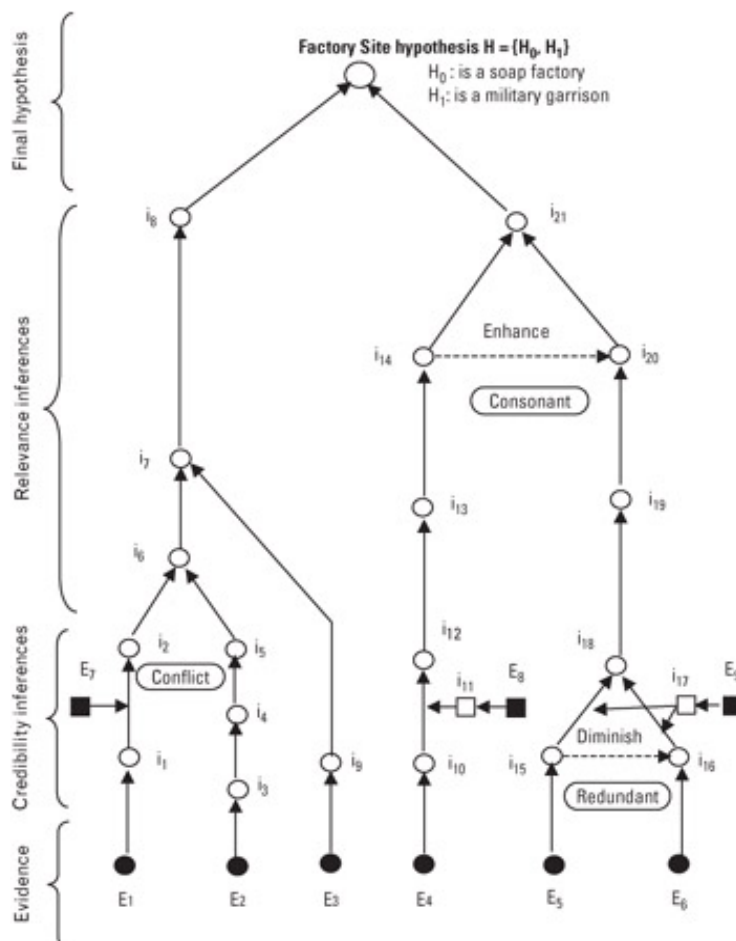 Factory Site hypothesis H = {H0, H1}
H0 : is a soap factory
H1: is a military garrison
Final hypothesis
i8
i21
Enhance
i14
i20
Consonant
Relevance inferences
i7
i13
i19
i6
i12
i18
i2
i5
E7
Conflict
i11
E8
i17
i4
Credibility inferences
Diminish
i1
i9
i10
i15
i16
i3
Redundant
Evidence
E1
E2
E3
E4
E5
E6